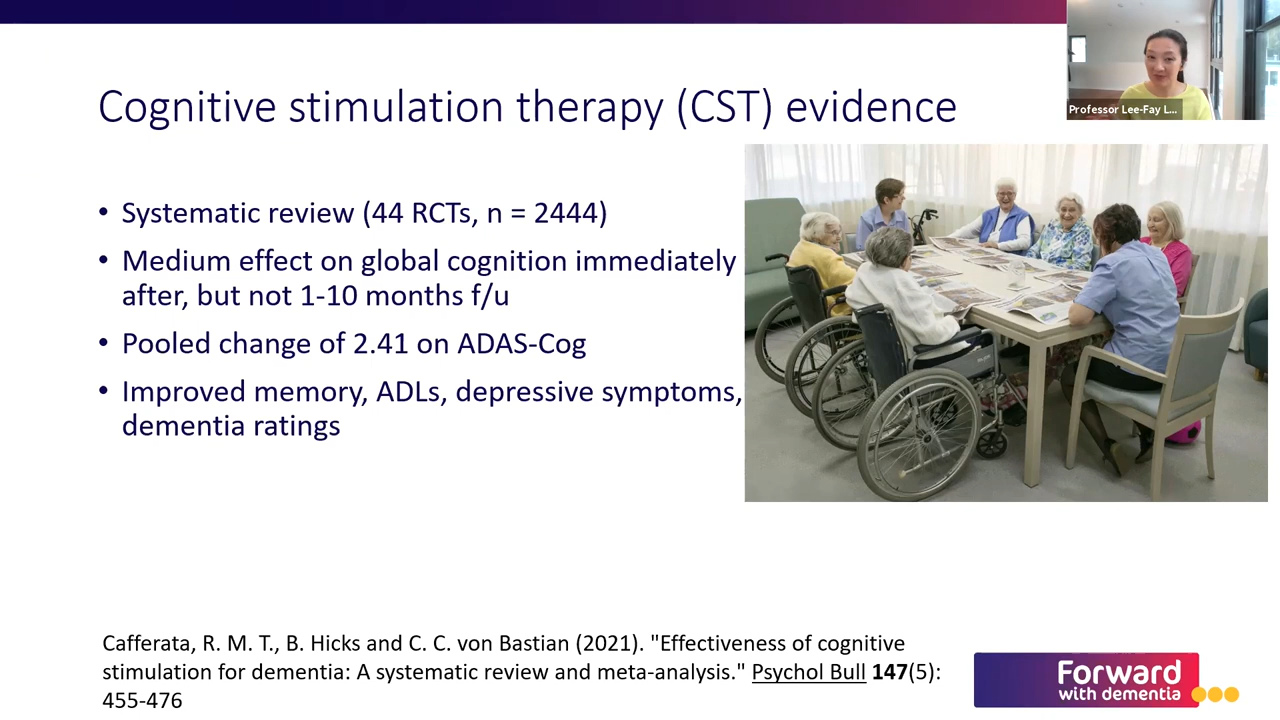 Professor Lee-Fay L...
Cognitive stimulation therapy (CST) evidence
• Systematic review (44 RCTs, n = 2444)
• Medium effect on global cognition immediately
after, but not 1-10 months f/u
• Pooled change of 2.41 on ADAS-Cog
• Improved memory, ADLs, depressive symptoms,
dementia ratings
Cafferata, R. M. T., B. Hicks and C. C. von Bastian (2021). "Effectiveness of cognitive
stimulation for dementia: A systematic review and meta-analysis." Psychol Bull 147(5):
455-476
Forward
with dementia